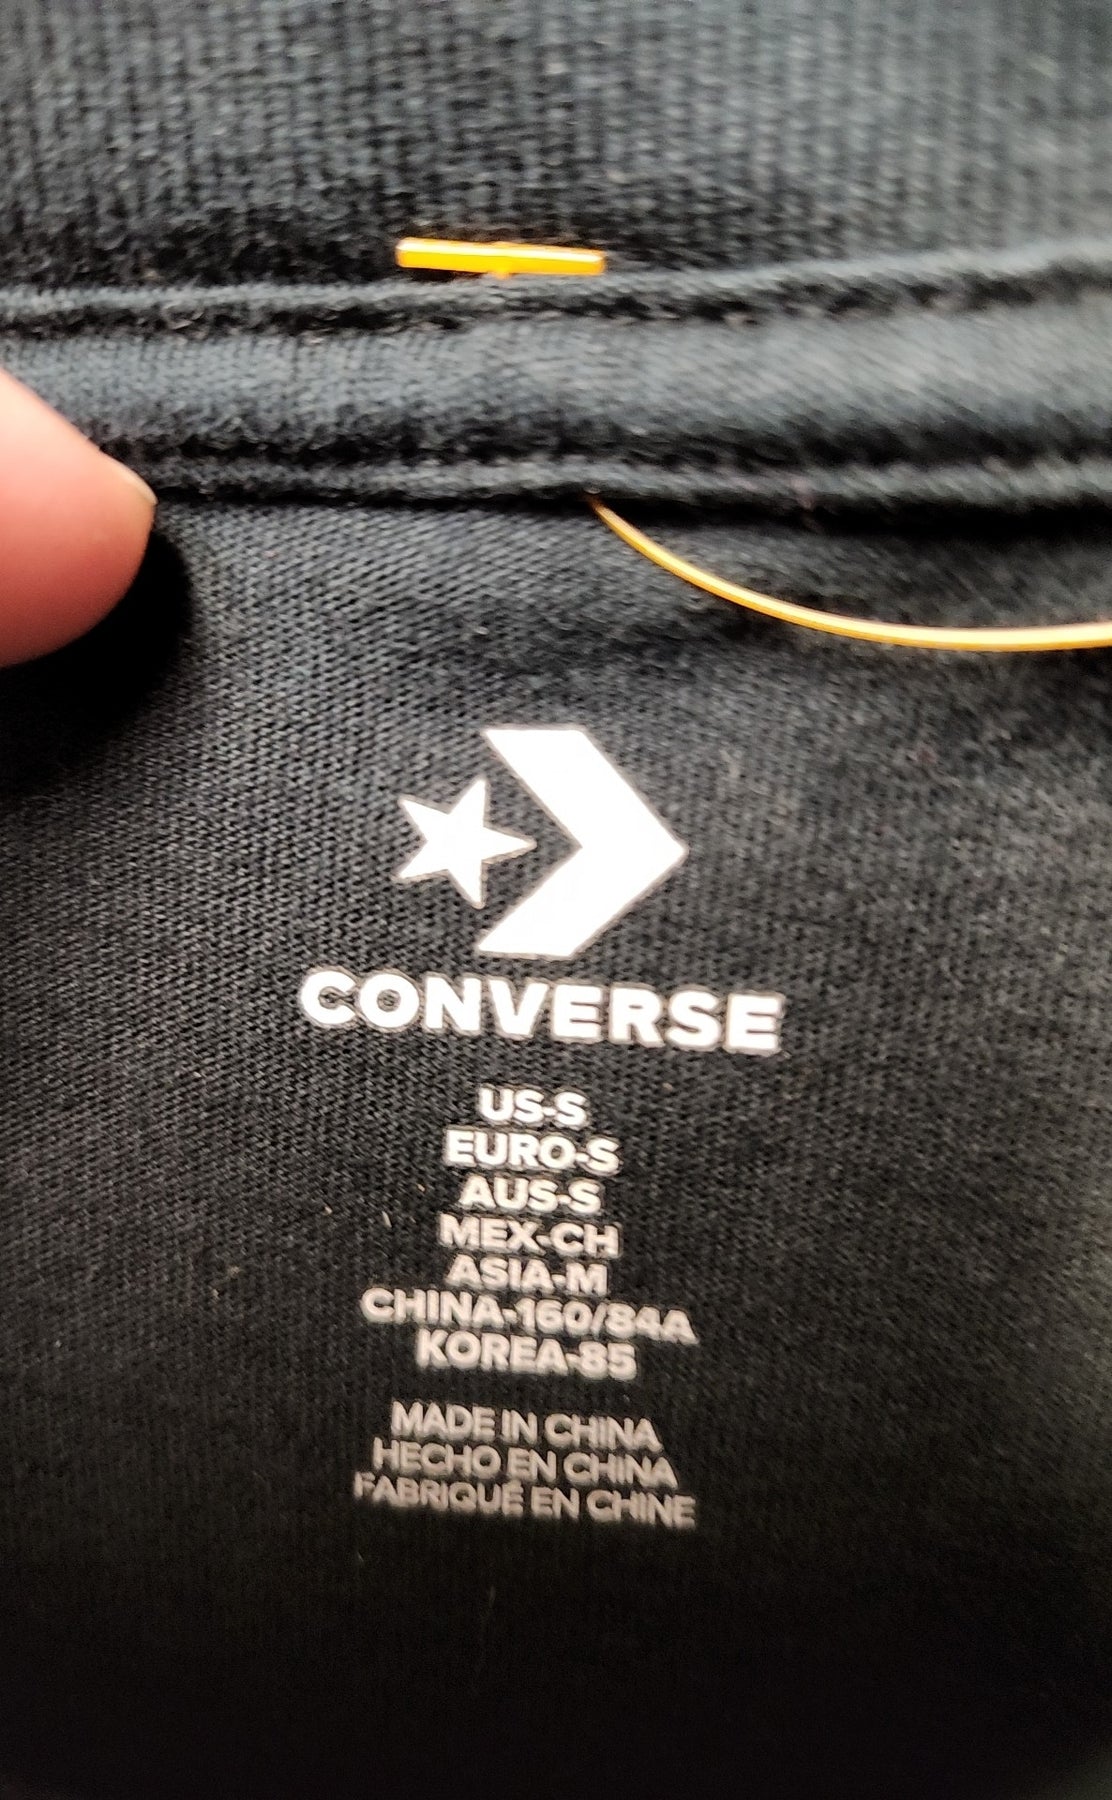 CONVERSE
US-S
EURO-S
AUS-S
MEX-CH
ASIA-M
CHINA-160/84A
KOREA-85
MADE IN CHINA
HECHO EN CHINA
FABRIQUÉ EN CHINE